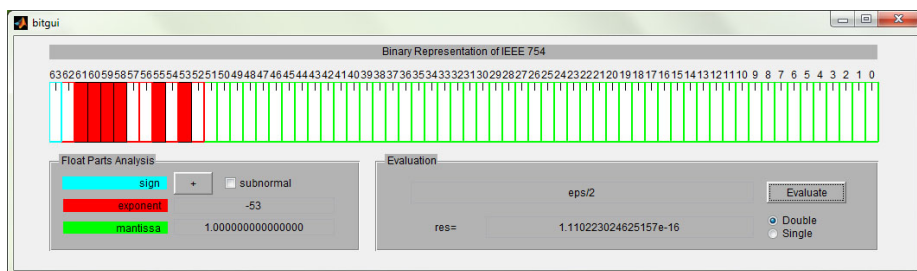 bitgui
Binary Representation of IEEE 754
63 62 61 60 59 58 57 56 55 54 53 52 51 50 49 48 47 46 45 44 43 42 41 40 39 38 37 36 35 34 33 32 31 30 29 28 27 26 25 24 23 22 21 20 19 18 17 16 15 14 13 12 11 10 9 8 7 6 5 4 3 2 1 0
Float Parts Analysis
sign + subnormal
exponent -53
mantissa 1.000000000000000
Evaluation
eps/2 Evaluate
res= 1.110223024625157e-16
Double
Single